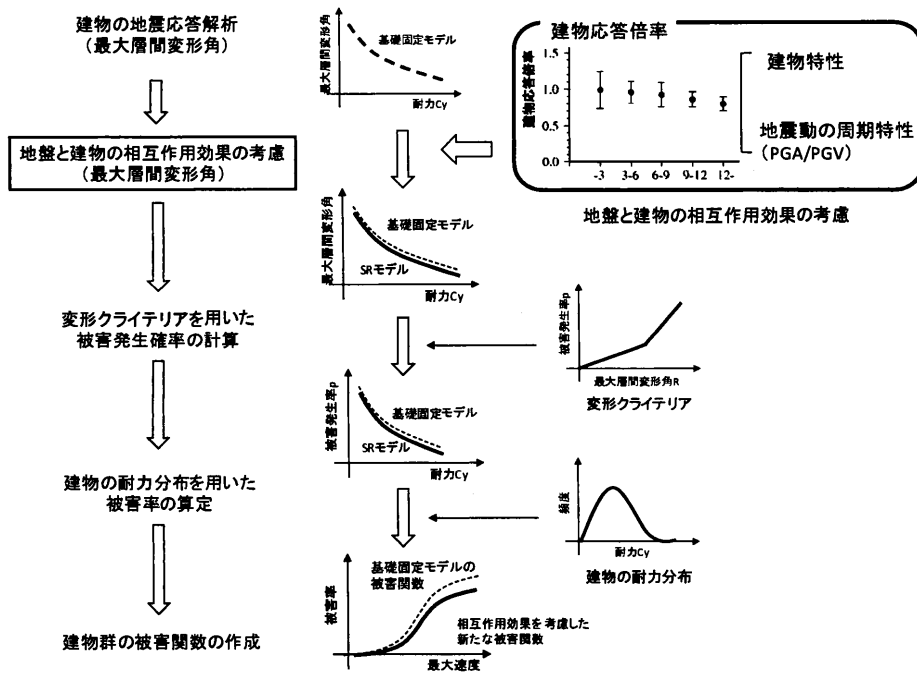 建物の地震応答解析
(最大層間変形角)
地盤と建物の相互作用効果の考慮
(最大層間変形角)
変形クライテリアを用いた
被害発生確率の計算
建物の耐力分布を用いた
被害率の算定
建物群の被害関数の作成
最大層間変形角
基礎固定モデル
耐力Cy
建物応答倍率
建物応答倍率
1.5
1.0
0.5
0.0
-3 3-6 6-9 9-12 12-
建物特性
地震動の周期特性
(PGA/PGV)
地盤と建物の相互作用効果の考慮
最大層間変形角
基礎固定モデル
SRモデル
耐力Cy
被害発生率p
最大層間変形角R
変形クライテリア
被害発生率p
基礎固定モデル
SRモデル
耐力Cy
頻度
耐力Cy
建物の耐力分布
被害率
基礎固定モデルの
被害関数
相互作用効果を考慮した
新たな被害関数
最大速度